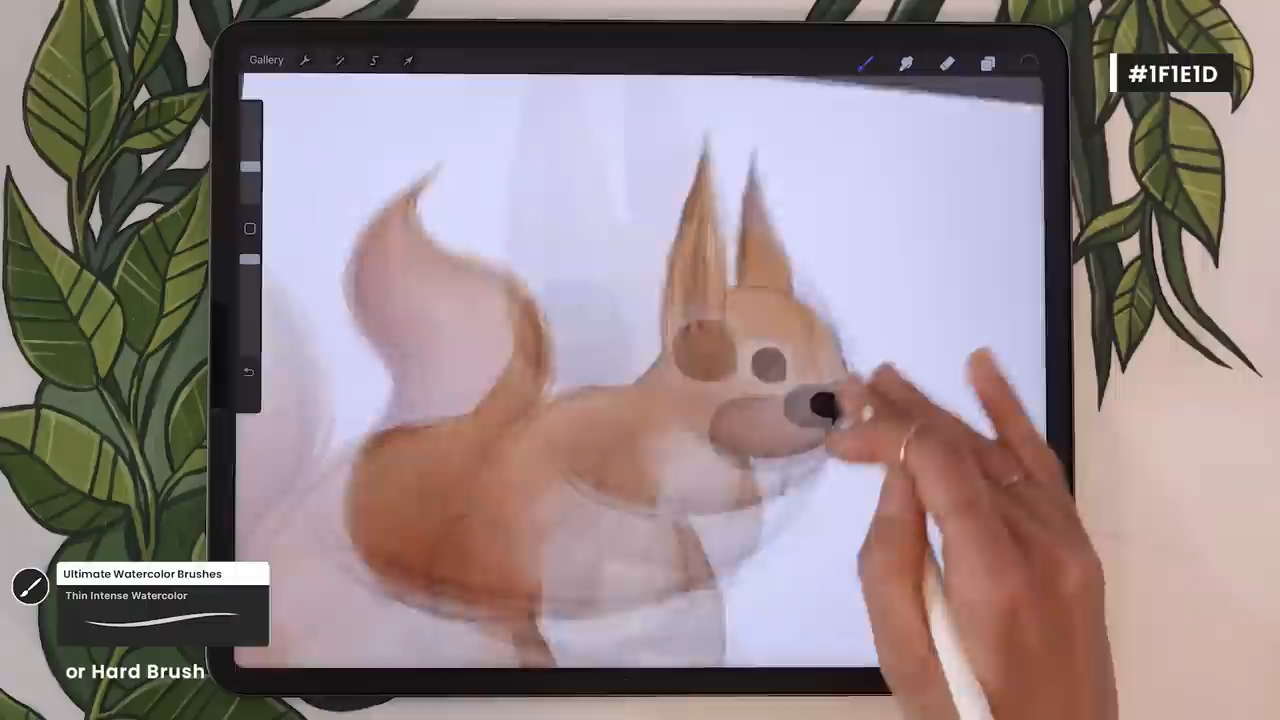 Gallery
#1F1E1D
Ultimate Watercolor Brushes
Thin Intense Watercolor
or Hard Brush